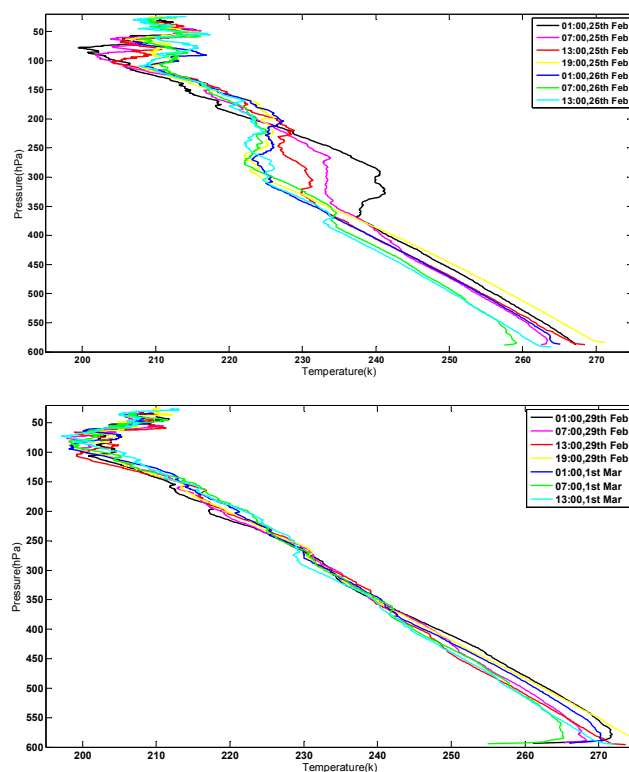 50
100
150
200
250
300
350
400
450
500
550
600
Pressure(hPa)
200
210
220
230
240
250
260
270
Temperature(k)
01:00,25th Feb
07:00,25th Feb
13:00,25th Feb
19:00,25th Feb
01:00,26th Feb
07:00,26th Feb
13:00,26th Feb
50
100
150
200
250
300
350
400
450
500
550
600
Pressure(hPa)
200
210
220
230
240
250
260
270
Temperature(k)
01:00,29th Feb
07:00,29th Feb
13:00,29th Feb
19:00,29th Feb
01:00,1st Mar
07:00,1st Mar
13:00,1st Mar